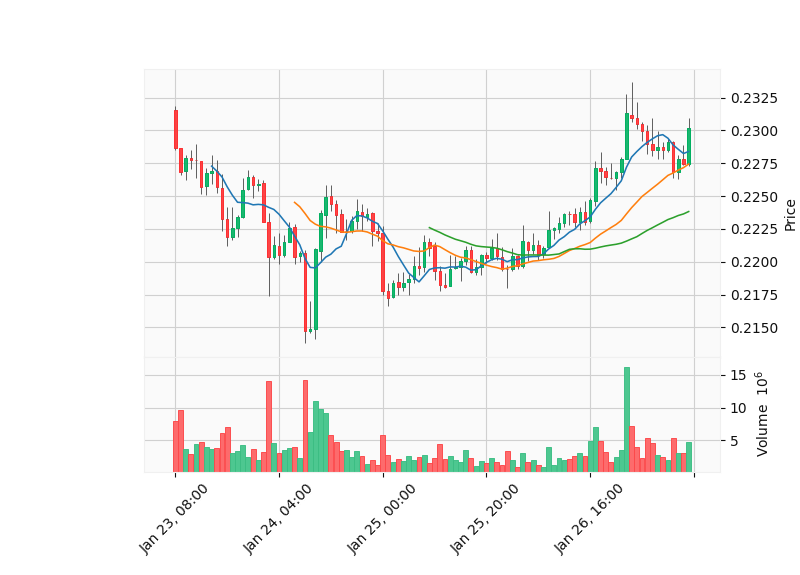 0.2325
0.2300
0.2275
0.2250
0.2225
0.2200
0.2175
0.2150
Price
15
10
5
Volume 10^6
Jan 23, 08:00
Jan 24, 04:00
Jan 25, 00:00
Jan 25, 20:00
Jan 26, 16:00